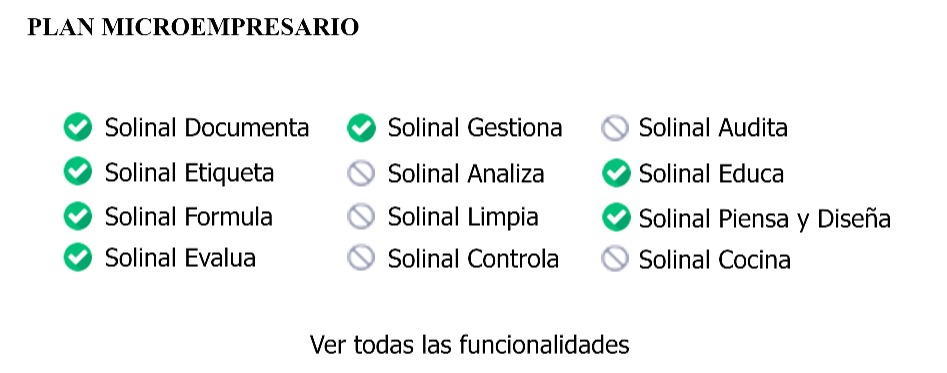 PLAN MICROEMPRESARIO
Solinal Documenta
Solinal Etiqueta
Solinal Formula
Solinal Evalua
Solinal Gestiona
Solinal Analiza
Solinal Limpia
Solinal Controla
Solinal Audita
Solinal Educa
Solinal Piensa y Diseña
Solinal Cocina
Ver todas las funcionalidades